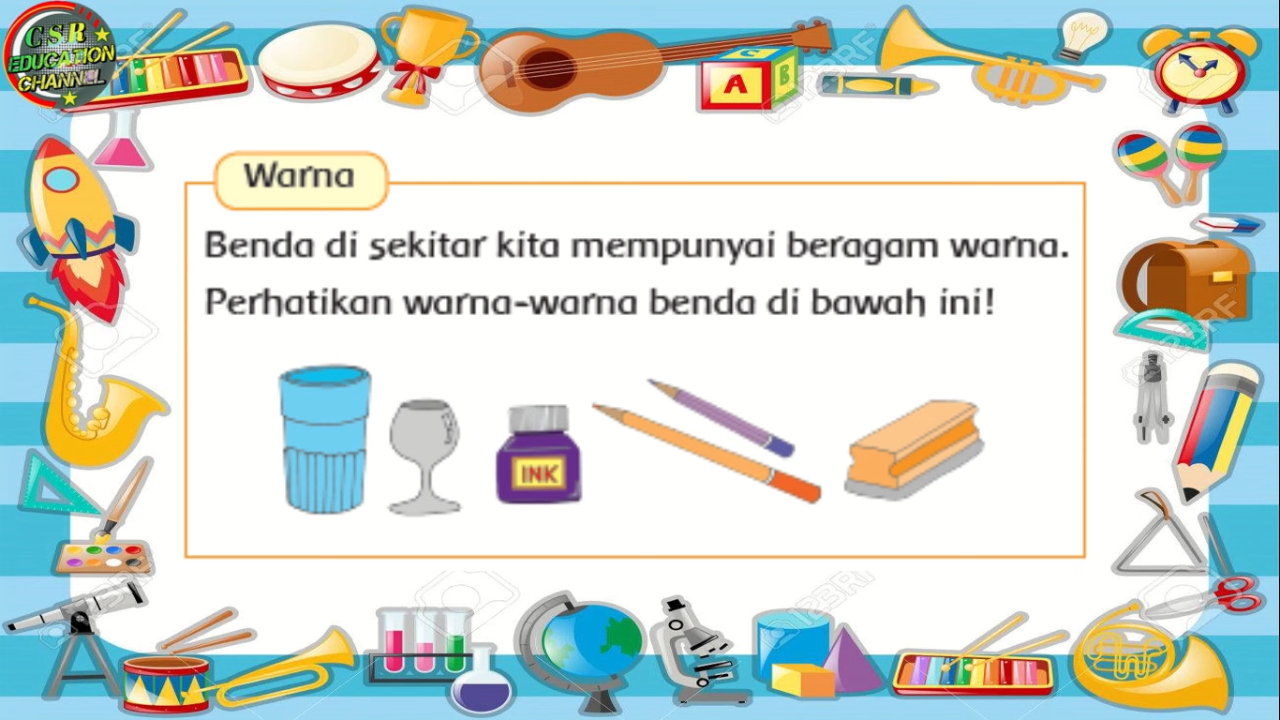 CSR
EDUCATION
CHANNEL
A
B
C
Warna
Benda di sekitar kita mempunyai beragam warna.
Perhatikan warna-warna benda di bawah ini!
INK